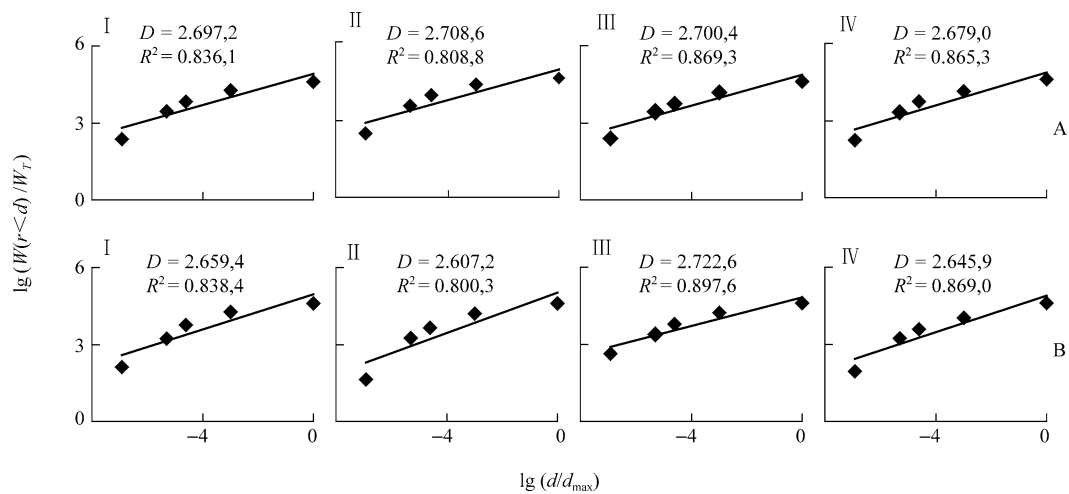 Ⅰ
D = 2.697,2
R² = 0.836,1
Ⅱ
D = 2.708,6
R² = 0.808,8
Ⅲ
D = 2.700,4
R² = 0.869,3
Ⅳ
D = 2.679,0
R² = 0.865,3
6
3
0
A
lg (W(r<d) /W_T)
Ⅰ
D = 2.659,4
R² = 0.838,4
Ⅱ
D = 2.607,2
R² = 0.800,3
Ⅲ
D = 2.722,6
R² = 0.897,6
Ⅳ
D = 2.645,9
R² = 0.869,0
6
3
0
B
−4 0 −4 0 −4 0 −4 0
lg (d/d_max)